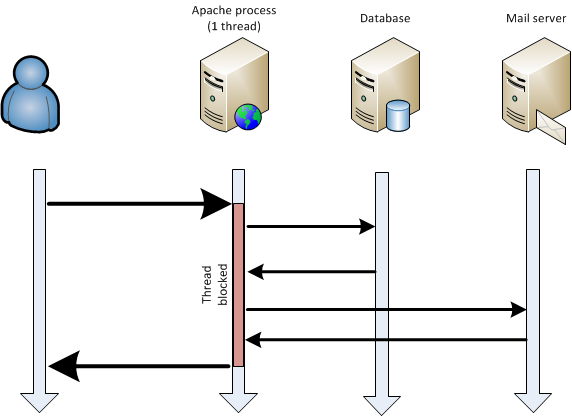 Apache process
(1 thread)
Database
Mail server
Thread
blocked